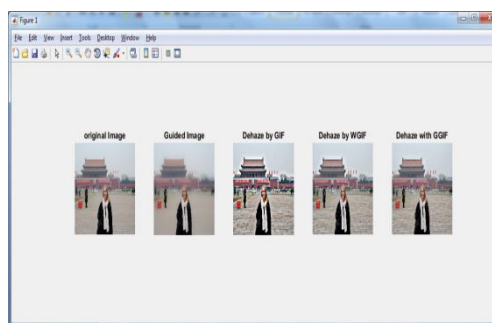 Figure 1
File Edit View Insert Tools Desktop Window Help
original Image Guided Image Dehaze by GIF Dehaze by WGIF Dehaze with GGIF